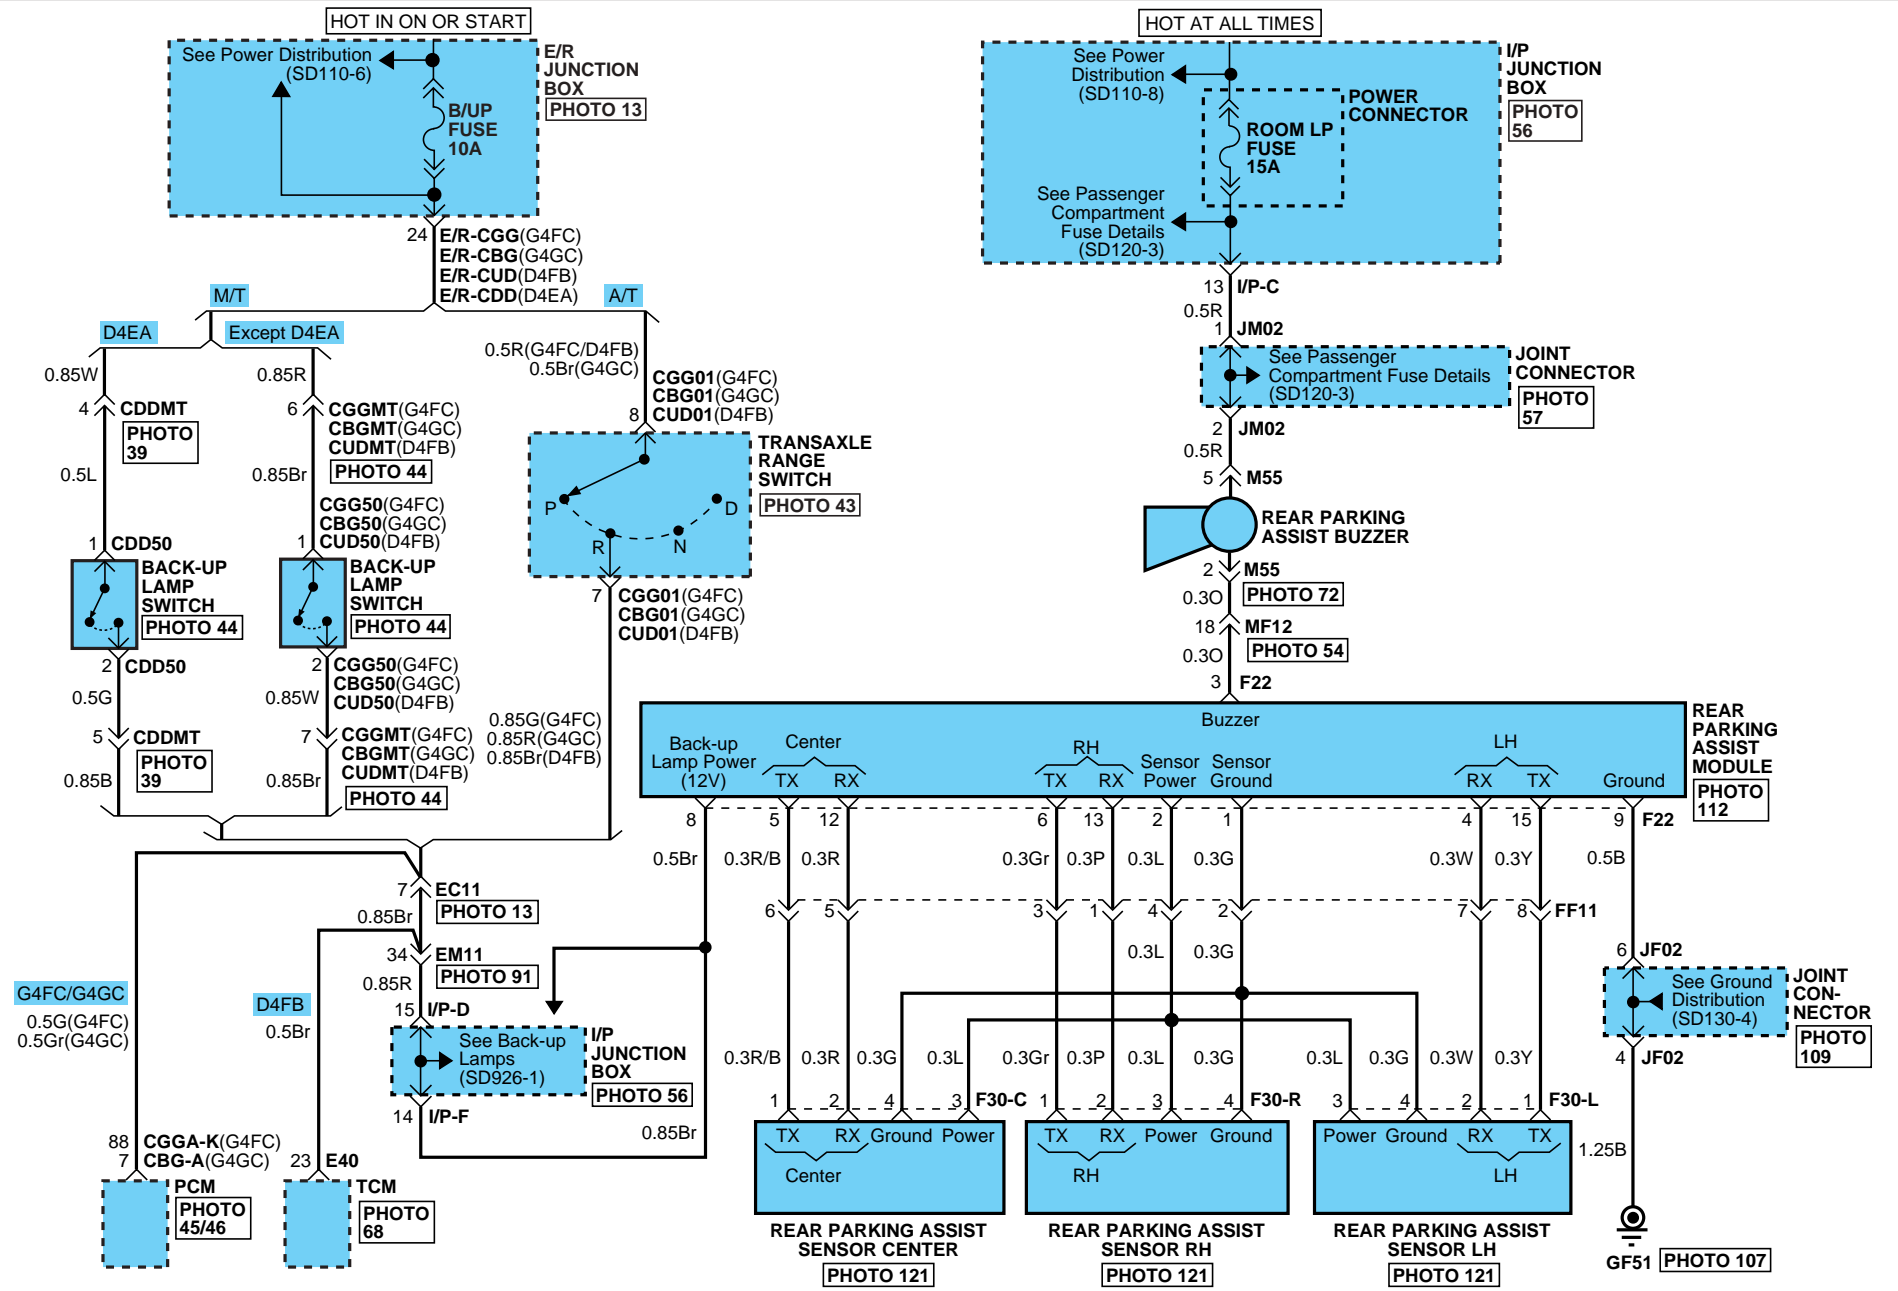 HOT IN ON OR START
See Power Distribution
(SD110-6)
B/UP
FUSE
10A
E/R
JUNCTION
BOX
PHOTO 13
24
E/R-CGG(G4FC)
E/R-CBG(G4GC)
E/R-CUD(D4FB)
E/R-CDD(D4EA)
M/T
A/T
D4EA
Except D4EA
0.85W
0.85R
0.5R(G4FC/D4FB)
0.5Br(G4GC)
4
CDDMT
PHOTO
39
6
CGGMT(G4FC)
CBGMT(G4GC)
CUDMT(D4FB)
PHOTO 44
CGG01(G4FC)
CBG01(G4GC)
8
CUD01(D4FB)
0.5L
0.85Br
CGG50(G4FC)
CBG50(G4GC)
CUD50(D4FB)
1
CDD50
1
BACK-UP
LAMP
SWITCH
PHOTO 44
BACK-UP
LAMP
SWITCH
PHOTO 44
P
R
N
D
TRANSAXLE
RANGE
SWITCH
PHOTO 43
7
CGG01(G4FC)
CBG01(G4GC)
CUD01(D4FB)
2
CDD50
2
CGG50(G4FC)
CBG50(G4GC)
CUD50(D4FB)
0.5G
0.85W
5
CDDMT
PHOTO
39
7
CGGMT(G4FC)
CBGMT(G4GC)
CUDMT(D4FB)
PHOTO 44
0.85G(G4FC)
0.85R(G4GC)
0.85Br(D4FB)
0.85B
0.85Br
7
EC11
PHOTO 13
0.85Br
34
EM11
PHOTO 91
0.85R
15
I/P-D
See Back-up
Lamps
(SD926-1)
I/P
JUNCTION
BOX
PHOTO 56
14
I/P-F
0.85Br
G4FC/G4GC
0.5G(G4FC)
0.5Gr(G4GC)
D4FB
0.5Br
88
CGGA-K(G4FC)
7
CBG-A(G4GC)
23
E40
PCM
PHOTO
45/46
TCM
PHOTO
68
HOT AT ALL TIMES
See Power
Distribution
(SD110-8)
ROOM LP
FUSE
15A
POWER
CONNECTOR
See Passenger
Compartment
Fuse Details
(SD120-3)
I/P
JUNCTION
BOX
PHOTO
56
13
I/P-C
0.5R
1
JM02
See Passenger
Compartment Fuse Details
(SD120-3)
JOINT
CONNECTOR
PHOTO
57
2
JM02
0.5R
5
M55
REAR PARKING
ASSIST BUZZER
2
M55
PHOTO 72
0.3O
18
MF12
PHOTO 54
0.3O
3
F22
Buzzer
Back-up
Lamp Power
(12V)
Center
TX
RX
RH
TX
RX
Sensor
Power
Sensor
Ground
LH
RX
TX
Ground
REAR
PARKING
ASSIST
MODULE
PHOTO
112
8
5
12
6
13
2
1
4
15
9
F22
0.5Br
0.3R/B
0.3R
0.3Gr
0.3P
0.3L
0.3G
0.3W
0.3Y
0.5B
6
5
3
1
4
2
7
8
FF11
0.3L
0.3G
6
JF02
See Ground
Distribution
(SD130-4)
JOINT
CON-
NECTOR
PHOTO
109
4
JF02
0.3R/B
0.3R
0.3G
0.3L
0.3Gr
0.3P
0.3L
0.3G
0.3L
0.3G
0.3W
0.3Y
1
2
4
3
F30-C
1
2
3
4
F30-R
3
4
2
1
F30-L
TX
RX
Ground
Power
Center
TX
RX
Power
Ground
RH
Power
Ground
RX
TX
LH
1.25B
REAR PARKING ASSIST
SENSOR CENTER
PHOTO 121
REAR PARKING ASSIST
SENSOR RH
PHOTO 121
REAR PARKING ASSIST
SENSOR LH
PHOTO 121
GF51
PHOTO 107